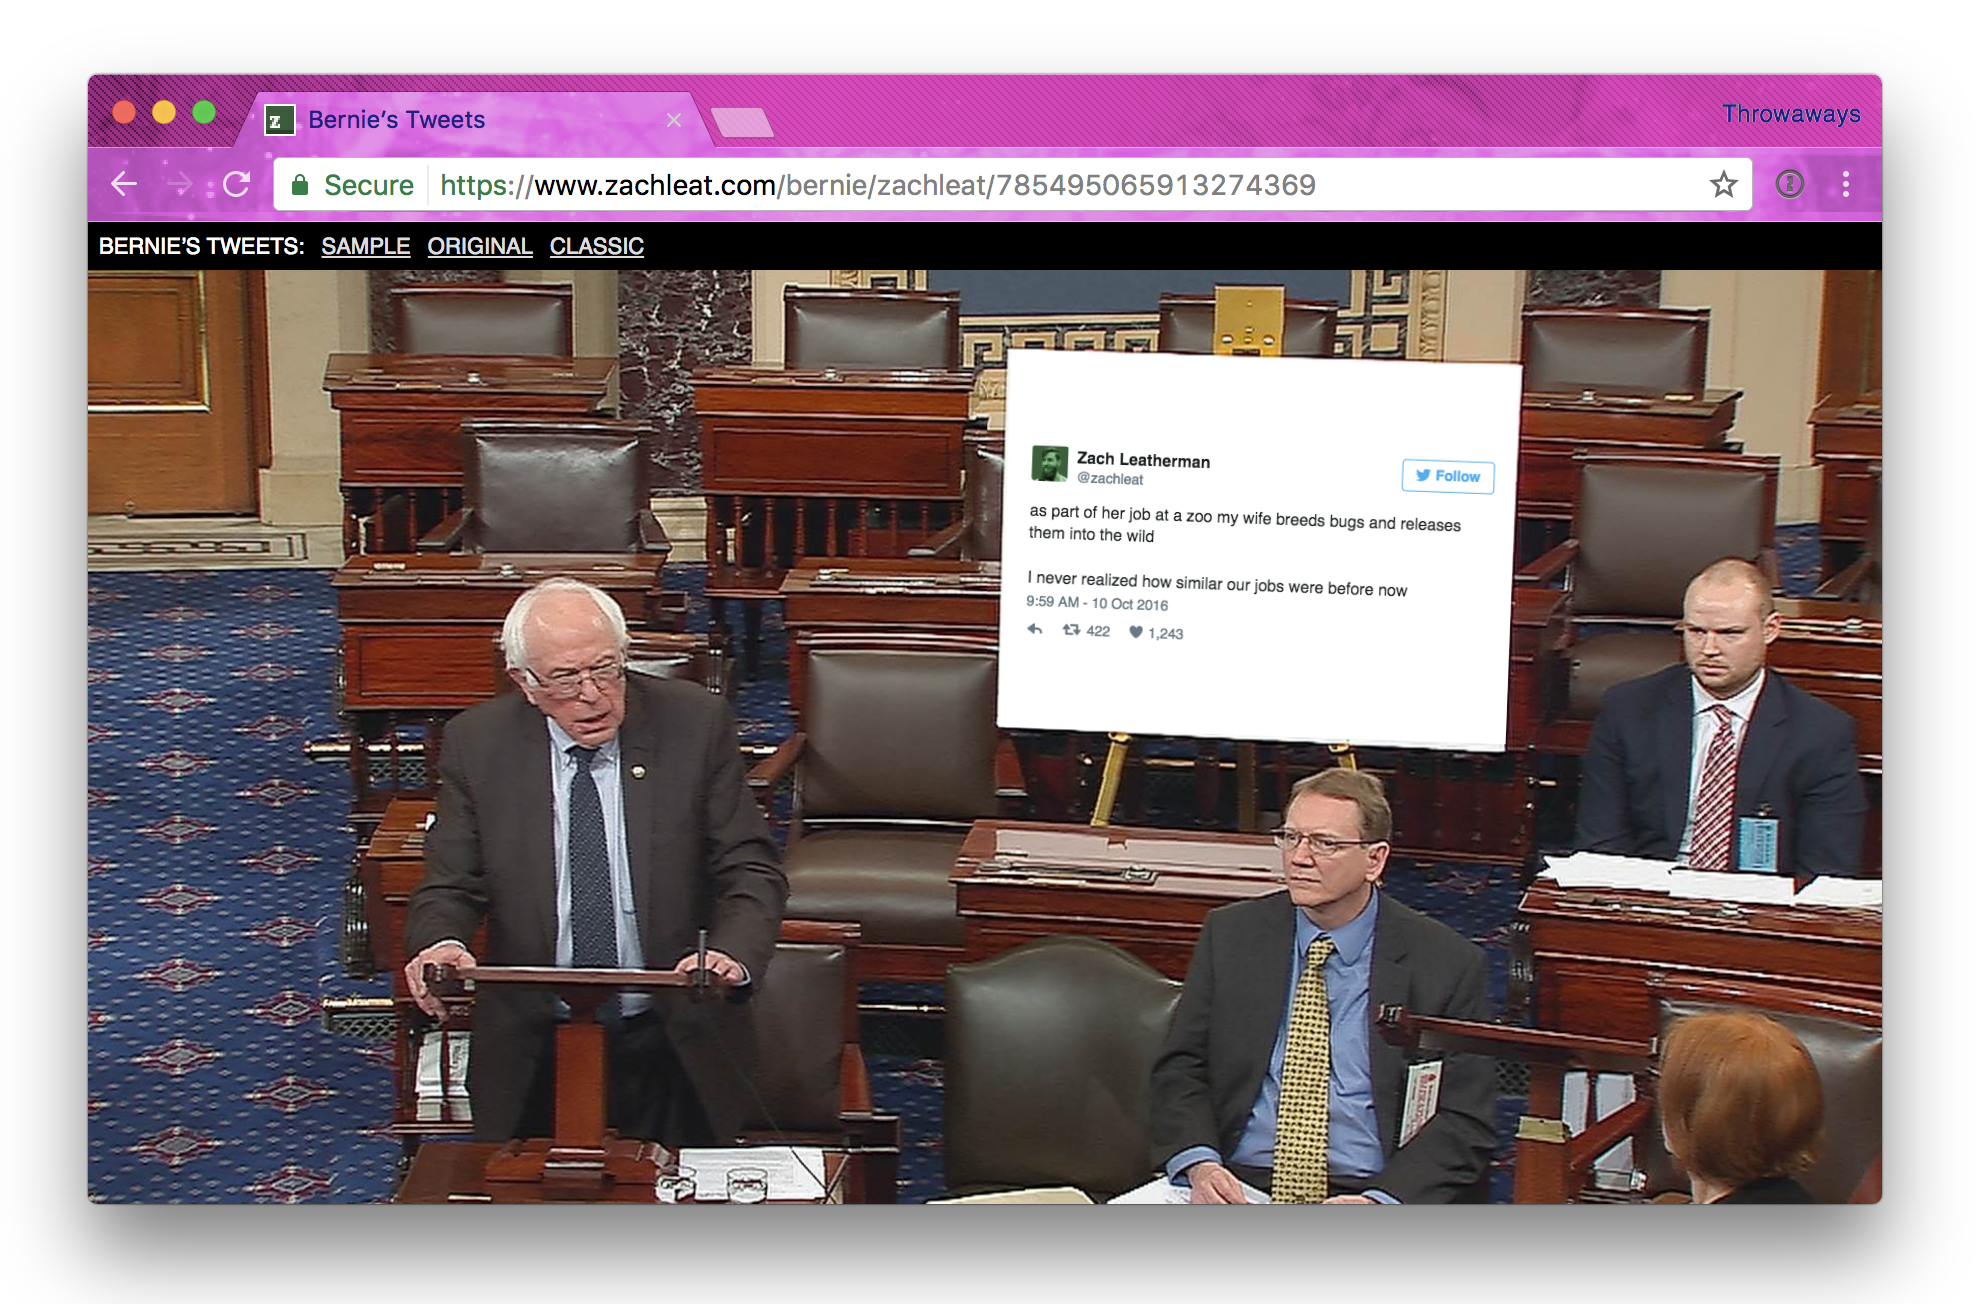 Bernie’s Tweets
Throwaways
Secure https://www.zachleat.com/bernie/zachleat/785495065913274369
BERNIE’S TWEETS: SAMPLE ORIGINAL CLASSIC
Zach Leatherman
@zachleat
Follow
as part of her job at a zoo my wife breeds bugs and releases
them into the wild
I never realized how similar our jobs were before now
9:59 AM - 10 Oct 2016
422 1,243